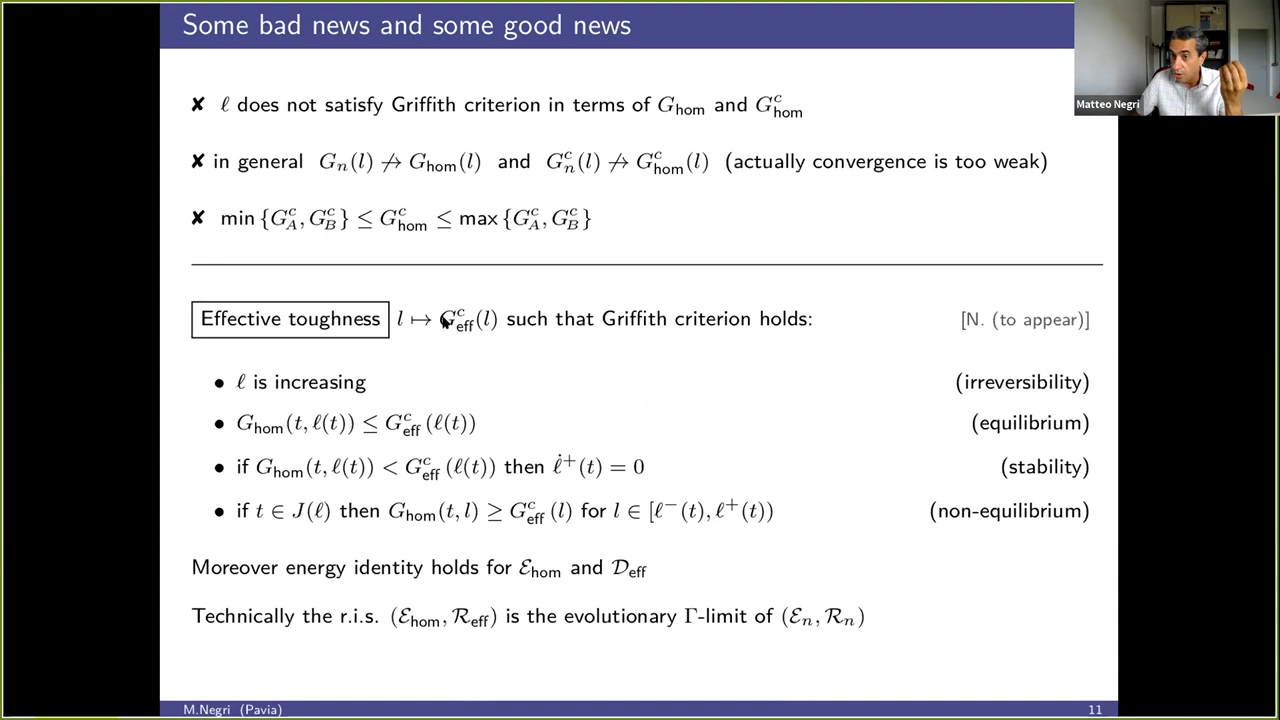 Some bad news and some good news
Matteo Negri
✘ ℓ does not satisfy Griffith criterion in terms of G_hom and G^c_hom
✘ in general G_n(l) ↛ G_hom(l) and G^c_n(l) ↛ G^c_hom(l) (actually convergence is too weak)
✘ min {G^c_A, G^c_B} ≤ G^c_hom ≤ max {G^c_A, G^c_B}
Effective toughness l ↦ G^c_eff(l) such that Griffith criterion holds: [N. (to appear)]
• ℓ is increasing (irreversibility)
• G_hom(t, ℓ(t)) ≤ G^c_eff(ℓ(t)) (equilibrium)
• if G_hom(t, ℓ(t)) < G^c_eff(ℓ(t)) then ℓ̇^+(t) = 0 (stability)
• if t ∈ J(ℓ) then G_hom(t, l) ≥ G^c_eff(l) for l ∈ [ℓ^−(t), ℓ^+(t)) (non-equilibrium)
Moreover energy identity holds for ℰ_hom and 𝒟_eff
Technically the r.i.s. (ℰ_hom, ℛ_eff) is the evolutionary Γ-limit of (ℰ_n, ℛ_n)
M.Negri (Pavia) 11